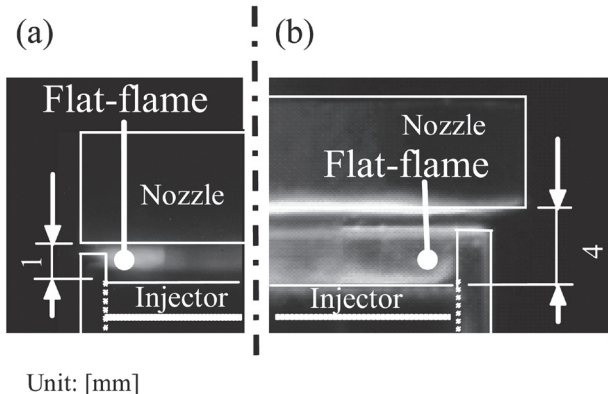 (a)
Flat-flame
Nozzle
1
Injector
(b)
Nozzle
Flat-flame
4
Injector
Unit: [mm]